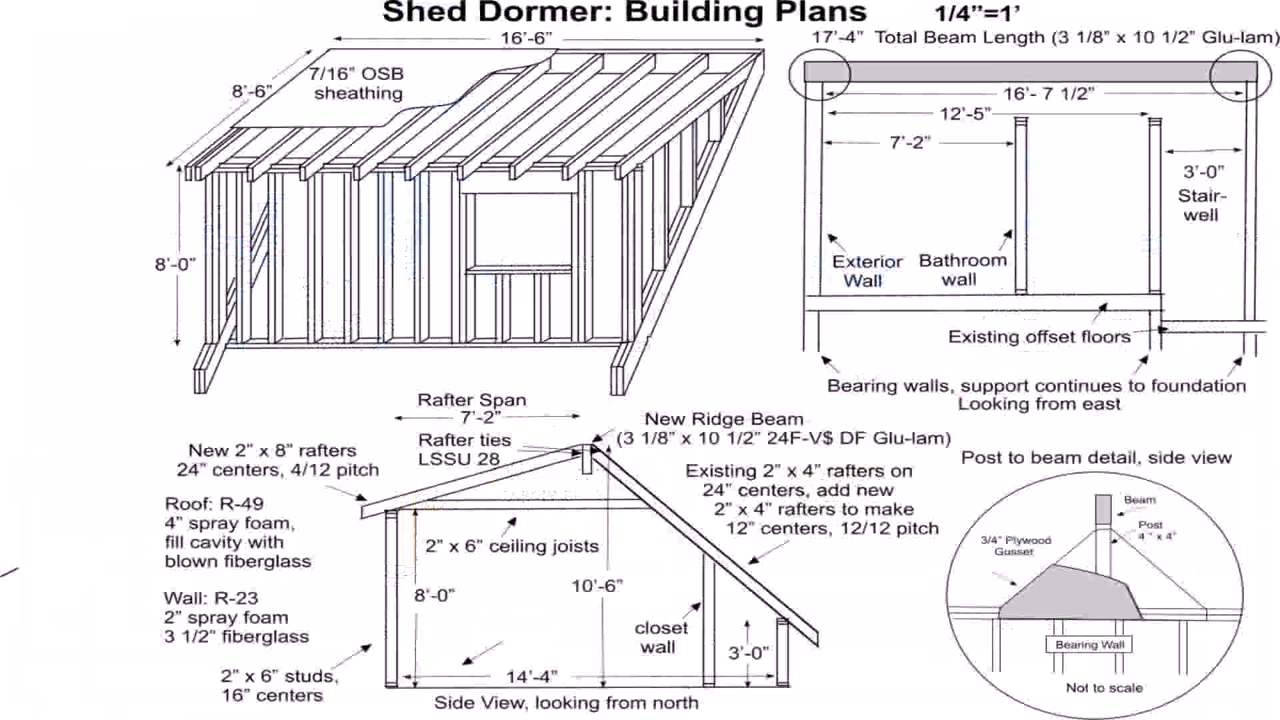 Shed Dormer: Building Plans
1/4”=1’
16’-6”
8’-6”
7/16” OSB
sheathing
8’-0”
17’-4” Total Beam Length (3 1/8” x 10 1/2” Glu-lam)
16’- 7 1/2”
12’-5”
7’-2”
3’-0”
Stair-
well
Exterior
Wall
Bathroom
wall
Existing offset floors
Bearing walls, support continues to foundation
Looking from east
Rafter Span
7’-2”
Rafter ties
LSSU 28
New Ridge Beam
(3 1/8” x 10 1/2” 24F-V$ DF Glu-lam)
New 2” x 8” rafters
24” centers, 4/12 pitch
Roof: R-49
4” spray foam,
fill cavity with
blown fiberglass
Wall: R-23
2” spray foam
3 1/2” fiberglass
2” x 6” studs,
16” centers
2” x 6” ceiling joists
8’-0”
10’-6”
Existing 2” x 4” rafters on
24” centers, add new
2” x 4” rafters to make
12” centers, 12/12 pitch
closet
wall
3’-0”
14’-4”
Side View, looking from north
Post to beam detail, side view
Beam
Post
4 ” x 4”
3/4” Plywood
Gusset
Bearing Wall
Not to scale